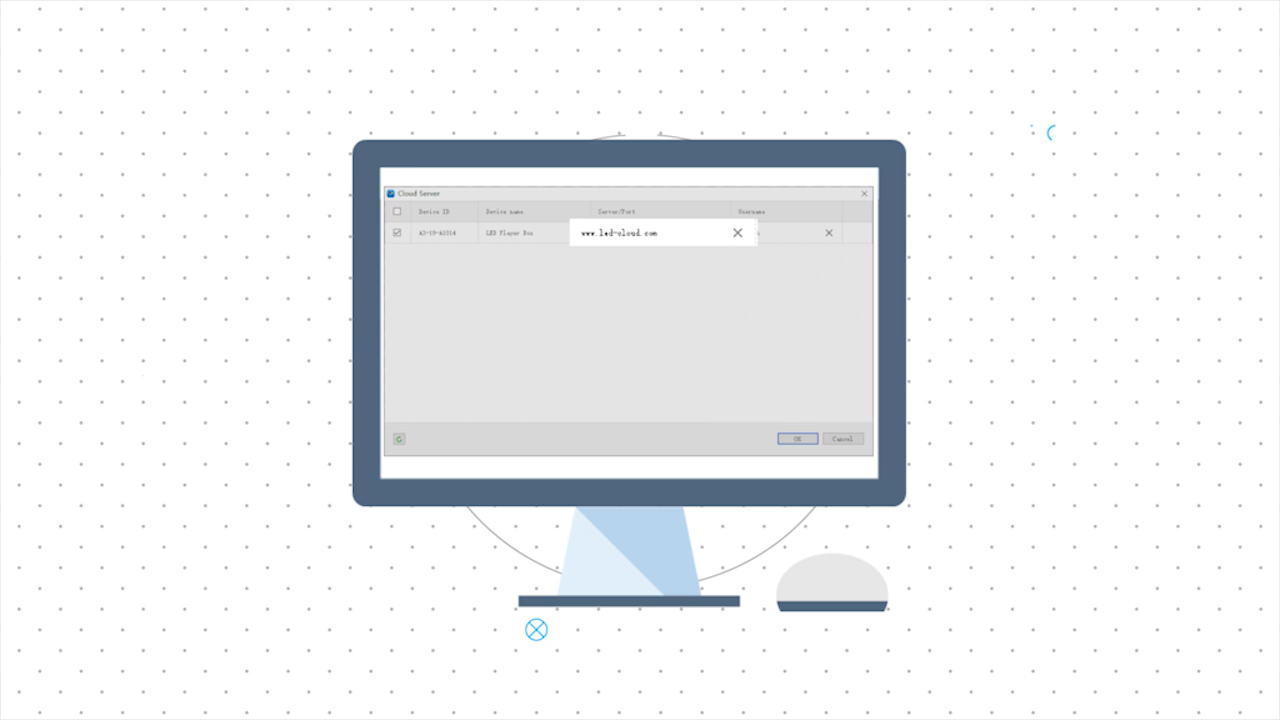 Cloud Server
Device ID Device name Server/Port Username
A3-19-A0314 LED Player Box www.led-cloud.com
OK Cancel